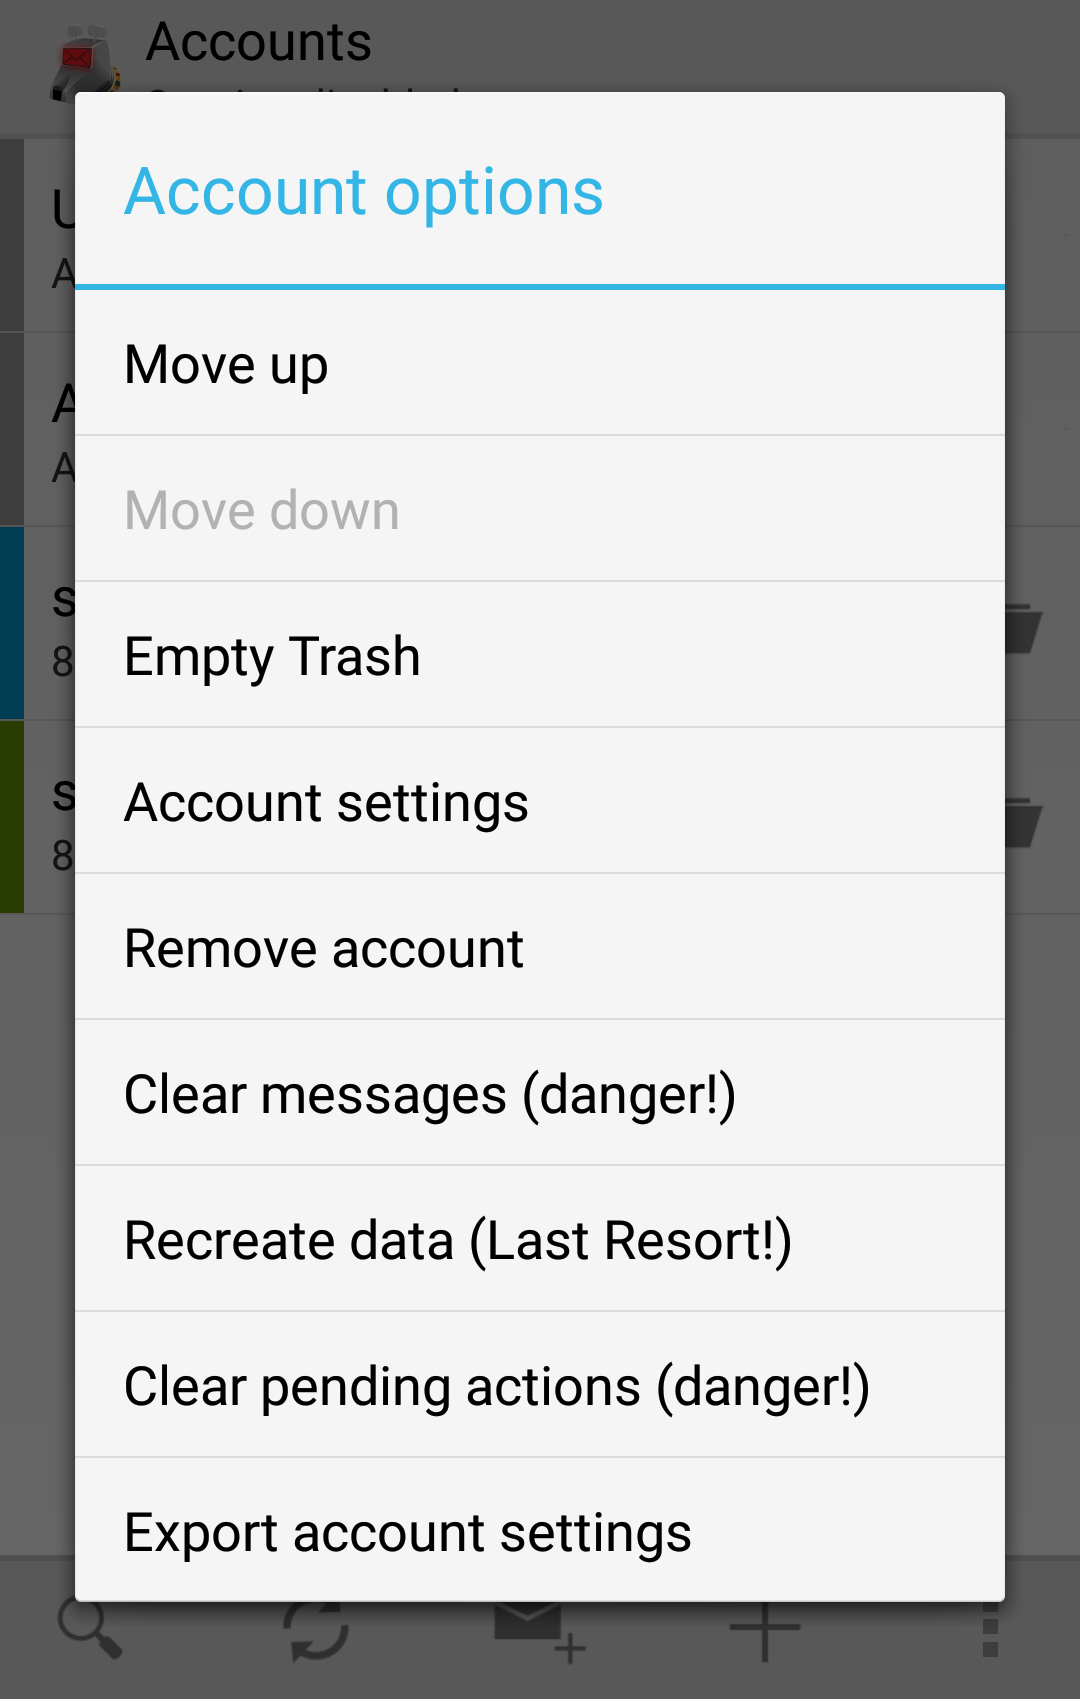 Accounts
Account options
Move up
Move down
Empty Trash
Account settings
Remove account
Clear messages (danger!)
Recreate data (Last Resort!)
Clear pending actions (danger!)
Export account settings